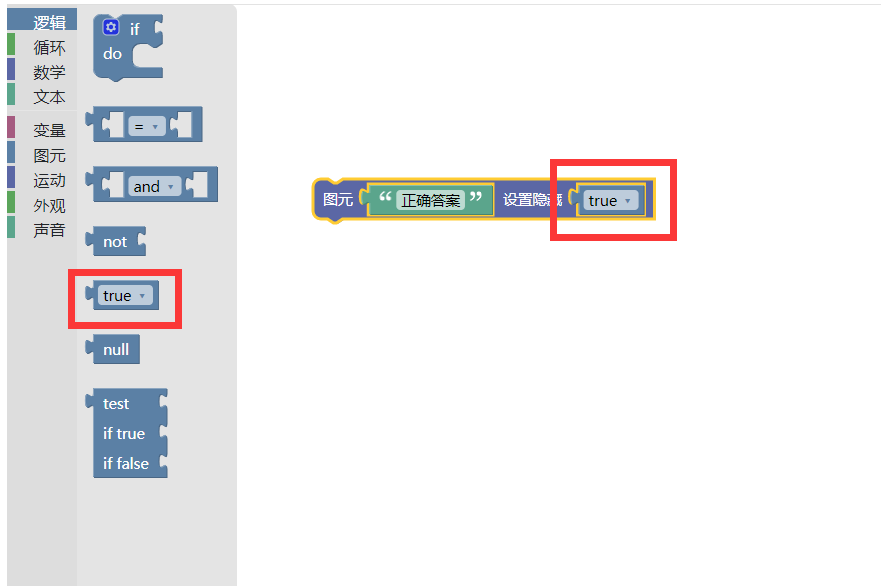 逻辑
循环
数学
文本
变量
图元
运动
外观
声音
if
do
=
and
not
true
null
test
if true
if false
图元 “ 正确答案 ” 设置隐藏 true